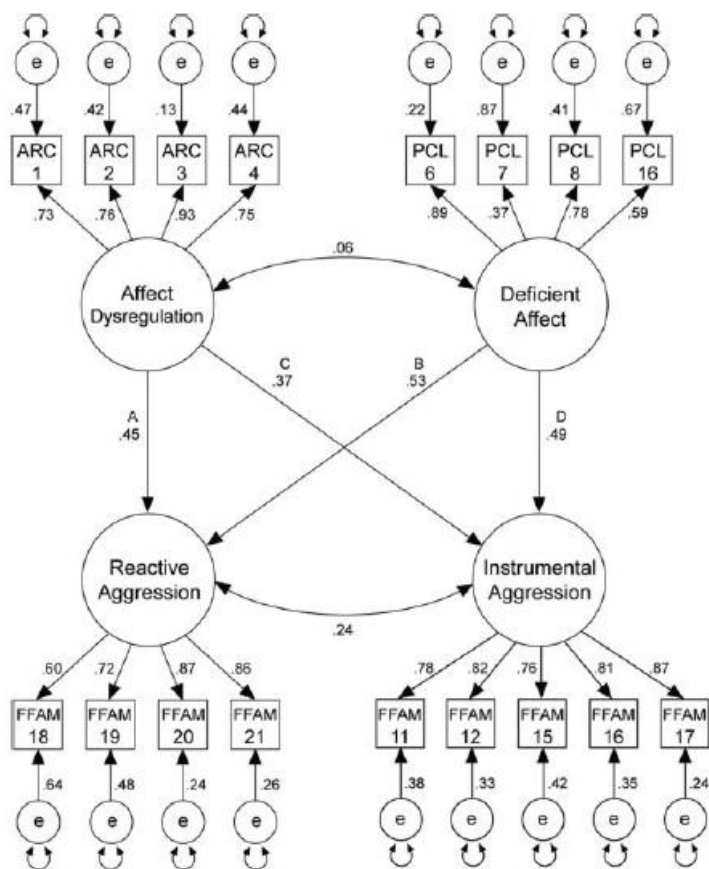 e e e e e e e e
.47 .42 .13 .44 .22 .87 .41 .67
ARC ARC ARC ARC PCL PCL PCL PCL
1 2 3 4 6 7 8 16
.73 .76 .93 .75 .89 .37 .78 .59
.06
Affect
Dysregulation
Deficient
Affect
C B
.37 .53
A D
.45 .49
Reactive
Aggression
Instrumental
Aggression
.24
.60 .72 .87 .86 .78 .82 .76 .81 .87
FFAM FFAM FFAM FFAM FFAM FFAM FFAM FFAM FFAM
18 19 20 21 11 12 15 16 17
.64 .48 .24 .26 .38 .33 .42 .35 .24
e e e e e e e e e